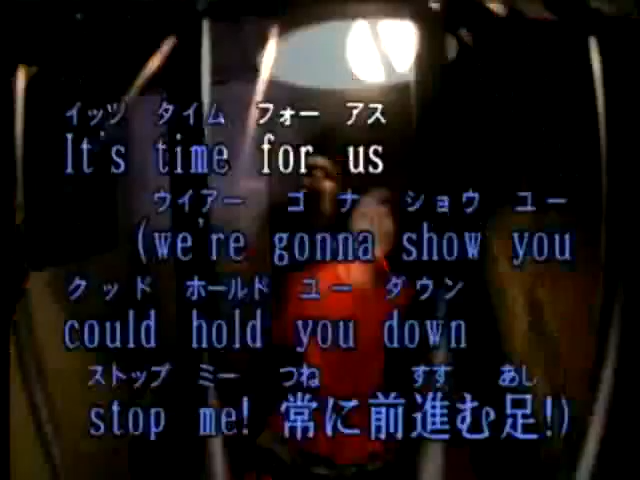 イッツ タイム フォー アス
It's time for us
ウイアー ゴナ ショウ ユー
(we're gonna show you
クッド ホールド ユー ダウン
could hold you down
ストップ ミー つね すす あし
stop me! 常に前進む足!)